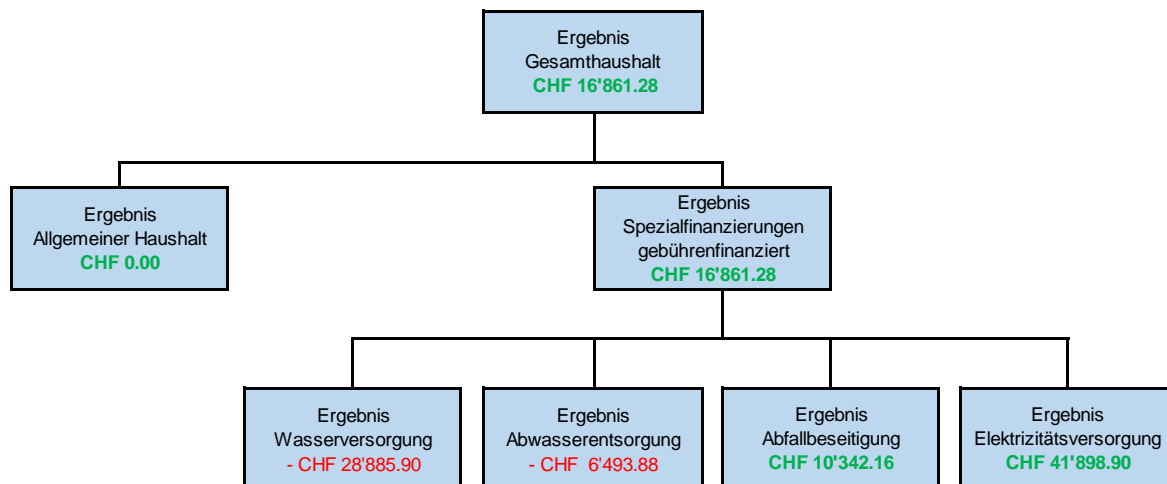 Ergebnis
Gesamthaushalt
CHF 16'861.28
Ergebnis
Allgemeiner Haushalt
CHF 0.00
Ergebnis
Spezialfinanzierungen
gebührenfinanziert
CHF 16'861.28
Ergebnis
Wasserversorgung
- CHF 28'885.90
Ergebnis
Abwasserentsorgung
- CHF 6'493.88
Ergebnis
Abfallbeseitigung
CHF 10'342.16
Ergebnis
Elektrizitätsversorgung
CHF 41'898.90